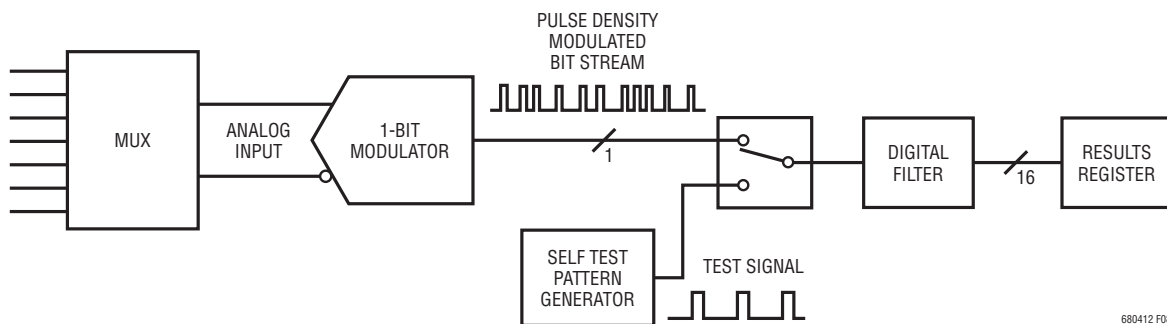 PULSE DENSITY
MODULATED
BIT STREAM
MUX
ANALOG
INPUT
1-BIT
MODULATOR
1
DIGITAL
FILTER
16
RESULTS
REGISTER
SELF TEST
PATTERN
GENERATOR
TEST SIGNAL